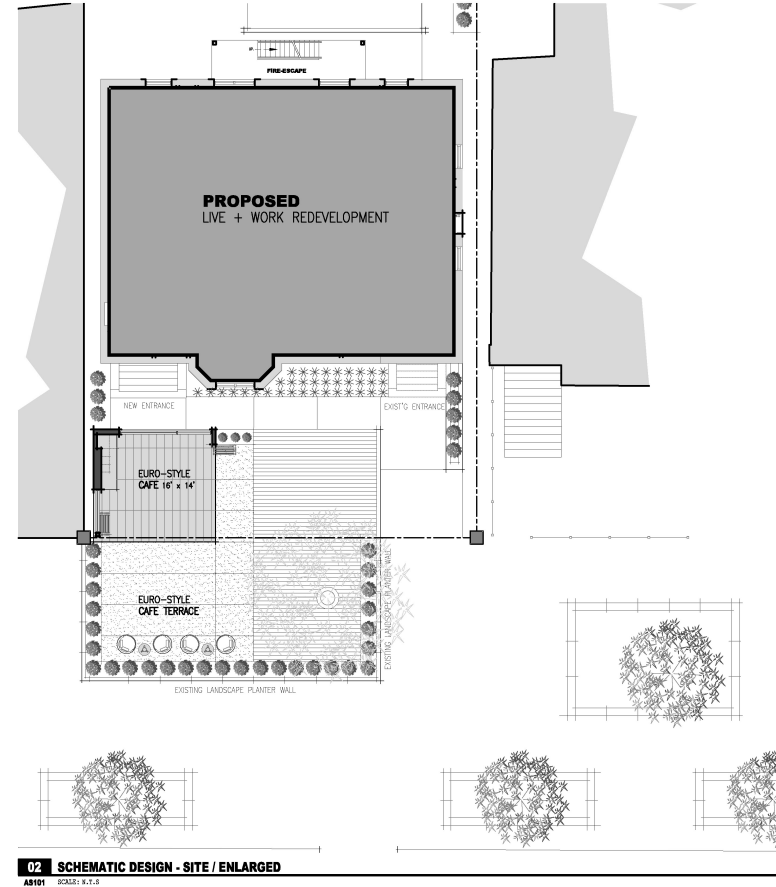 UP
FIRE-ESCAPE
PROPOSED
LIVE + WORK REDEVELOPMENT
NEW ENTRANCE
EXIST'G ENTRANCE
EURO-STYLE
CAFE 16' x 14'
EURO-STYLE
CAFE TERRACE
EXISTING LANDSCAPE PLANTER WALL
EXISTING LANDSCAPE PLANTER WALL
02 SCHEMATIC DESIGN - SITE / ENLARGED
AS101 SCALE: N.T.S